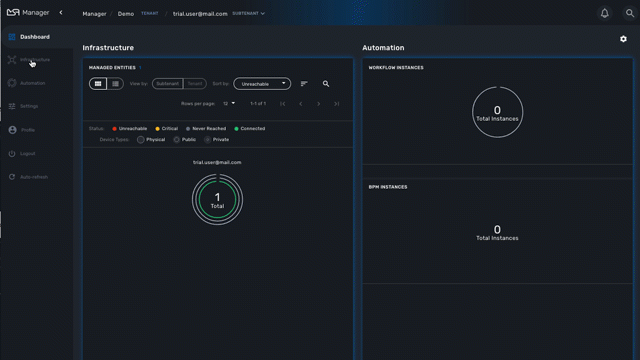 MSA Manager
Manager / Demo TENANT / trial.user@mail.com SUBTENANT
Dashboard
Infrastructure
Automation
Settings
Profile
Logout
Auto-refresh
Infrastructure
MANAGED ENTITIES
View by: Subtenant Tenant Sort by: Unreachable
Rows per page: 12 1-1 of 1
Status: Unreachable Critical Never Reached Connected
Device Types: Physical Public Private
trial.user@mail.com
1
Total
Automation
WORKFLOW INSTANCES
0
Total Instances
BPM INSTANCES
0
Total Instances